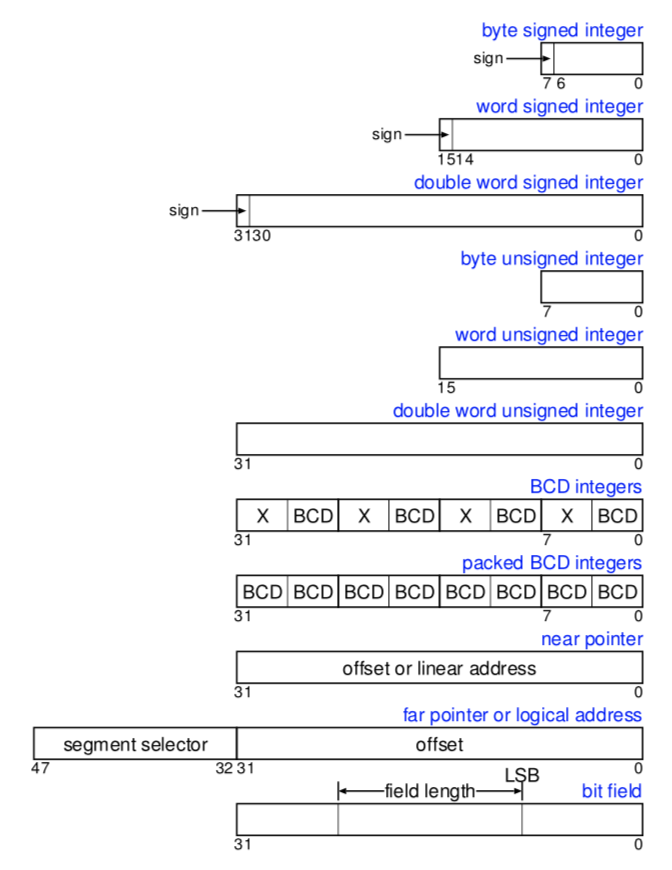 byte signed integer
sign
7 6 0
word signed integer
sign
1514 0
double word signed integer
sign
3130 0
byte unsigned integer
7 0
word unsigned integer
15 0
double word unsigned integer
31 0
BCD integers
X BCD X BCD X BCD X BCD
31 7 0
packed BCD integers
BCD BCD BCD BCD BCD BCD BCD BCD
31 7 0
near pointer
offset or linear address
31 0
far pointer or logical address
segment selector offset
47 32 31 0
LSB
field length bit field
31 0